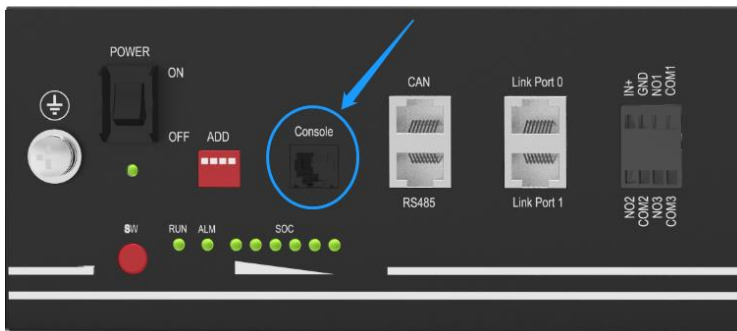 POWER
ON
OFF
ADD
Console
CAN
RS485
Link Port 0
Link Port 1
IN+
GND
NO1
COM1
NO2
COM2
NO3
COM3
SW
RUN
ALM
SOC